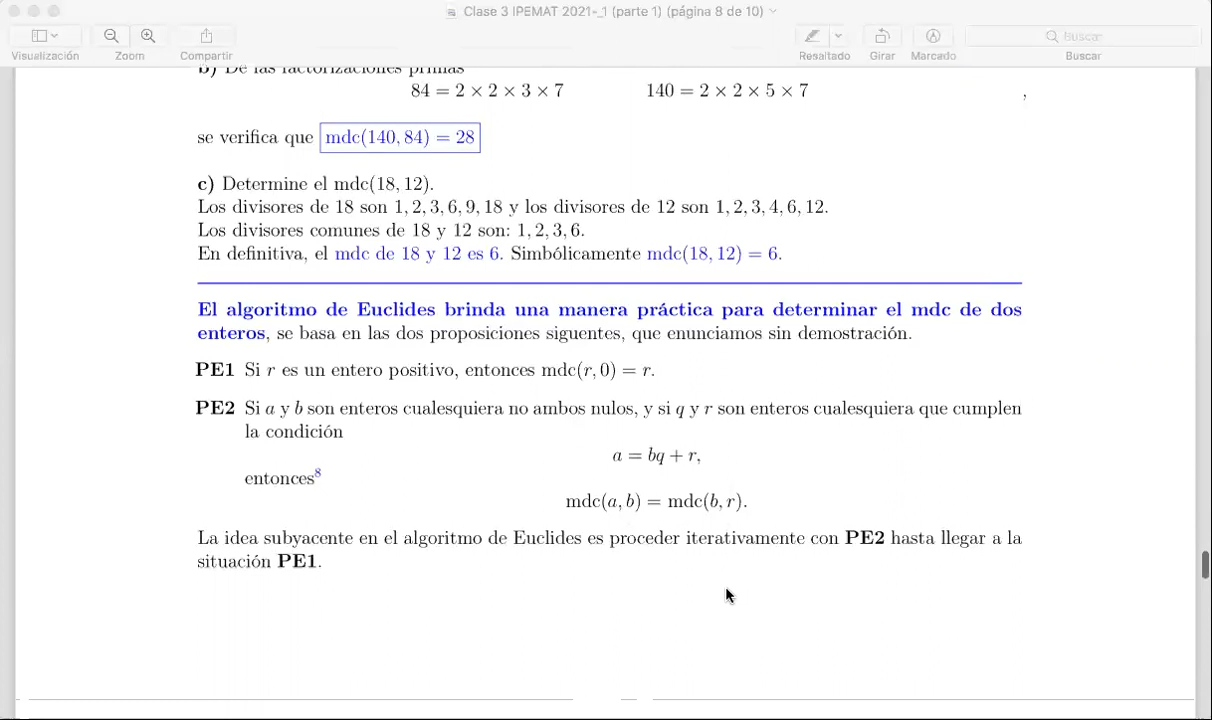 Clase 3 IPEMAT 2021-_1 (parte 1) (página 8 de 10)
Visualización Zoom Compartir Resaltado Girar Marcado Buscar
Buscar
b) De las factorizaciones primas
84 = 2 × 2 × 3 × 7 140 = 2 × 2 × 5 × 7 ,
se verifica que mdc(140, 84) = 28
c) Determine el mdc(18, 12).
Los divisores de 18 son 1, 2, 3, 6, 9, 18 y los divisores de 12 son 1, 2, 3, 4, 6, 12.
Los divisores comunes de 18 y 12 son: 1, 2, 3, 6.
En definitiva, el mdc de 18 y 12 es 6. Simbólicamente mdc(18, 12) = 6.
El algoritmo de Euclides brinda una manera práctica para determinar el mdc de dos
enteros, se basa en las dos proposiciones siguentes, que enunciamos sin demostración.
PE1 Si r es un entero positivo, entonces mdc(r, 0) = r.
PE2 Si a y b son enteros cualesquiera no ambos nulos, y si q y r son enteros cualesquiera que cumplen
la condición
a = bq + r,
entonces⁸
mdc(a, b) = mdc(b, r).
La idea subyacente en el algoritmo de Euclides es proceder iterativamente con PE2 hasta llegar a la
situación PE1.